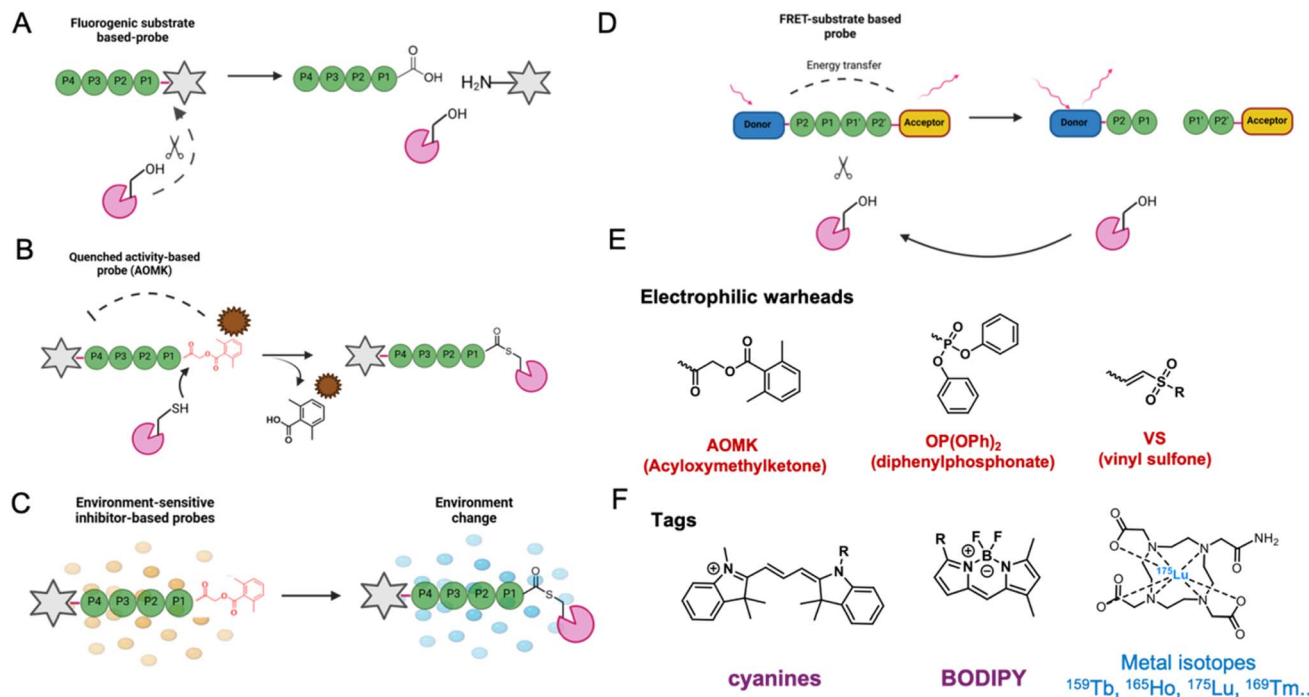 A
Fluorogenic substrate
based-probe
P4 P3 P2 P1
P4 P3 P2 P1
O
OH
H₂N
OH
OH
B
Quenched activity-based
probe (AOMK)
P4 P3 P2 P1
O
O
O
SH
HO
O
P4 P3 P2 P1
O
S
C
Environment-sensitive
inhibitor-based probes
Environment
change
P4 P3 P2 P1
O
O
O
P4 P3 P2 P1
O
S
D
FRET-substrate based
probe
Energy transfer
Donor P2 P1 P1' P2' Acceptor
Donor P2 P1 P1' P2' Acceptor
OH
OH
E
Electrophilic warheads
O
O
O
AOMK
(Acyloxymethylketone)
O
P
O
O
OP(OPh)₂
(diphenylphosphonate)
O
S
O
R
VS
(vinyl sulfone)
F
Tags
N
R
N
cyanines
R
F F
B
N N
BODIPY
O
O
N
N
O
NH₂
¹⁷⁵Lu
O
O
N
N
O
O
Metal isotopes
¹⁵⁹Tb, ¹⁶⁵Ho, ¹⁷⁵Lu, ¹⁶⁹Tm..